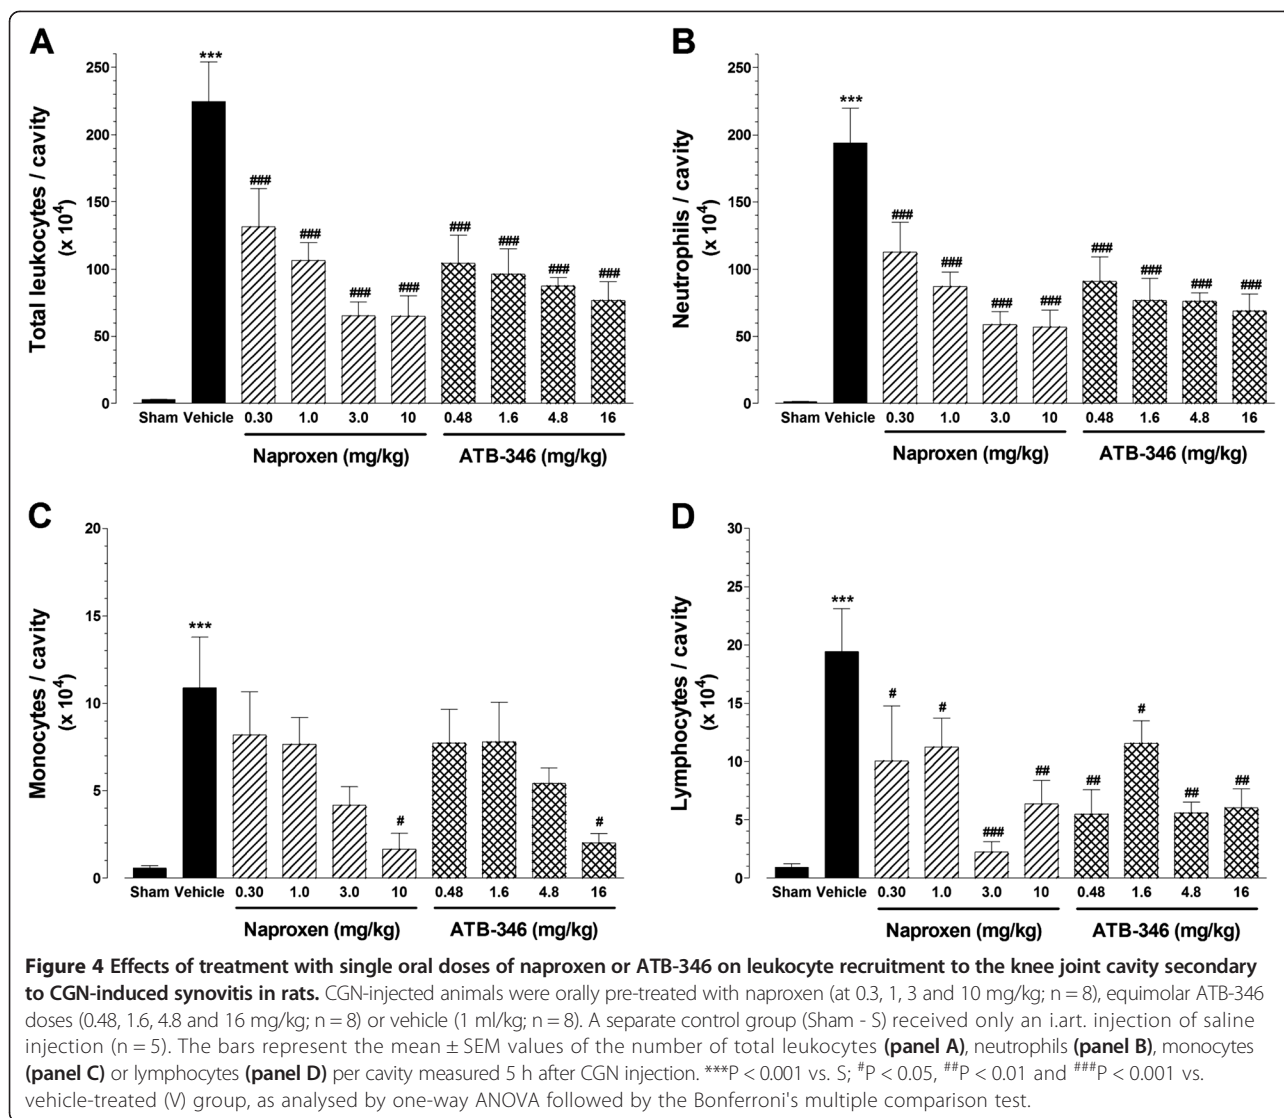 A
Total leukocytes / cavity
(x 10⁴)
250
200
150
100
50
0
***
###
###
###
###
###
###
###
###
Sham Vehicle 0.30 1.0 3.0 10 0.48 1.6 4.8 16
Naproxen (mg/kg) ATB-346 (mg/kg)
B
Neutrophils / cavity
(x 10⁴)
250
200
150
100
50
0
***
###
###
###
###
###
###
###
###
Sham Vehicle 0.30 1.0 3.0 10 0.48 1.6 4.8 16
Naproxen (mg/kg) ATB-346 (mg/kg)
C
Monocytes / cavity
(x 10⁴)
20
15
10
5
0
***
#
#
Sham Vehicle 0.30 1.0 3.0 10 0.48 1.6 4.8 16
Naproxen (mg/kg) ATB-346 (mg/kg)
D
Lymphocytes / cavity
(x 10⁴)
30
25
20
15
10
5
0
***
#
#
###
##
##
#
##
##
Sham Vehicle 0.30 1.0 3.0 10 0.48 1.6 4.8 16
Naproxen (mg/kg) ATB-346 (mg/kg)
Figure 4 Effects of treatment with single oral doses of naproxen or ATB-346 on leukocyte recruitment to the knee joint cavity secondary
to CGN-induced synovitis in rats. CGN-injected animals were orally pre-treated with naproxen (at 0.3, 1, 3 and 10 mg/kg; n = 8), equimolar ATB-346
doses (0.48, 1.6, 4.8 and 16 mg/kg; n = 8) or vehicle (1 ml/kg; n = 8). A separate control group (Sham - S) received only an i.art. injection of saline
injection (n = 5). The bars represent the mean ± SEM values of the number of total leukocytes (panel A), neutrophils (panel B), monocytes
(panel C) or lymphocytes (panel D) per cavity measured 5 h after CGN injection. ***P < 0.001 vs. S; #P < 0.05, ##P < 0.01 and ###P < 0.001 vs.
vehicle-treated (V) group, as analysed by one-way ANOVA followed by the Bonferroni's multiple comparison test.